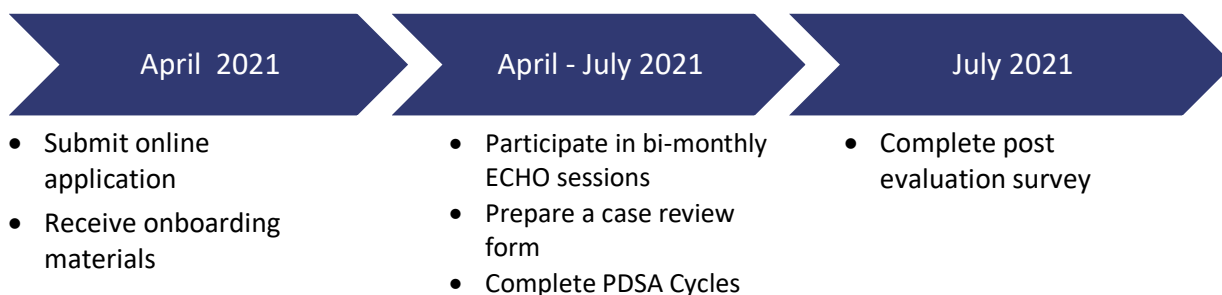 April 2021
April - July 2021
July 2021
• Submit online
application
• Receive onboarding
materials
• Participate in bi-monthly
ECHO sessions
• Prepare a case review
form
• Complete PDSA Cycles
• Complete post
evaluation survey